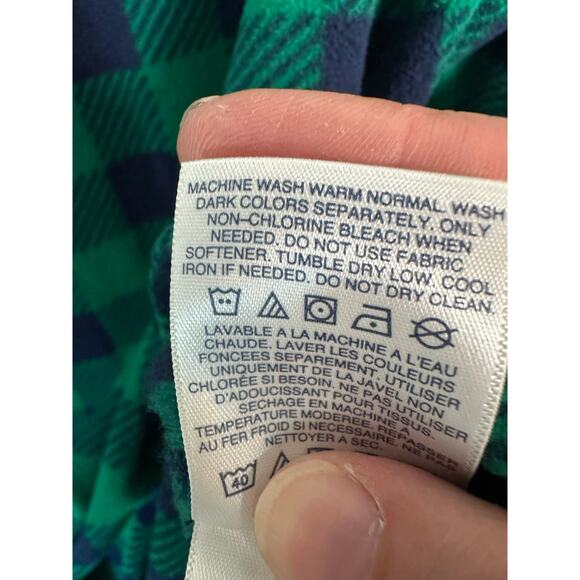 MACHINE WASH WARM NORMAL. WASH
DARK COLORS SEPARATELY. ONLY
NON-CHLORINE BLEACH WHEN
NEEDED. DO NOT USE FABRIC
SOFTENER. TUMBLE DRY LOW. COOL
IRON IF NEEDED. DO NOT DRY CLEAN.
LAVABLE A LA MACHINE A L'EAU
CHAUDE. LAVER LES COULEURS
FONCEES SEPAREMENT. UTILISER
UNIQUEMENT DE LA JAVEL NON
CHLORÉE SI BESOIN. NE PAS UTILISER
D'ADOUCISSANT POUR TISSUS.
SECHAGE EN MACHINE A
TEMPERATURE MODEREE. REPASSER
AU FER FROID SI NECESSAIRE. NE PAS
NETTOYER A SEC.
40